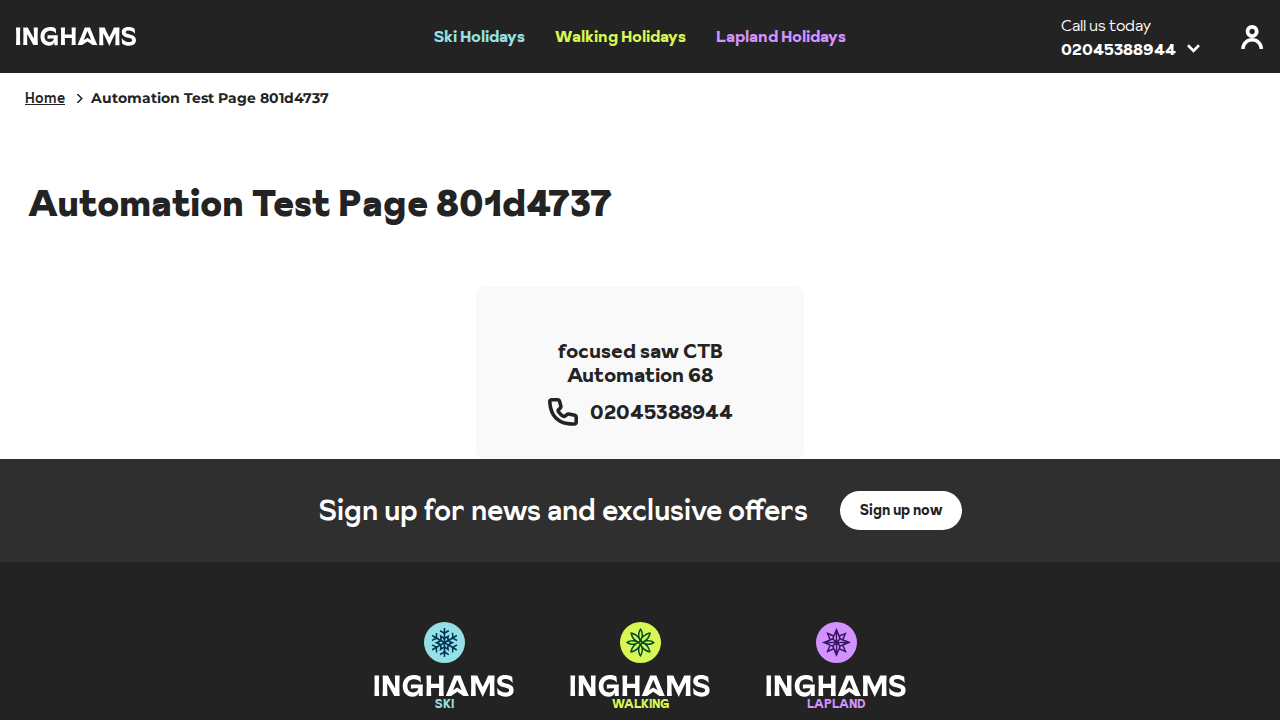 INGHAMS
Ski Holidays
Walking Holidays
Lapland Holidays
Call us today
02045388944
Home
Automation Test Page 801d4737
Automation Test Page 801d4737
focused saw CTB
Automation 68
02045388944
Sign up for news and exclusive offers
Sign up now
INGHAMS
SKI
INGHAMS
WALKING
INGHAMS
LAPLAND